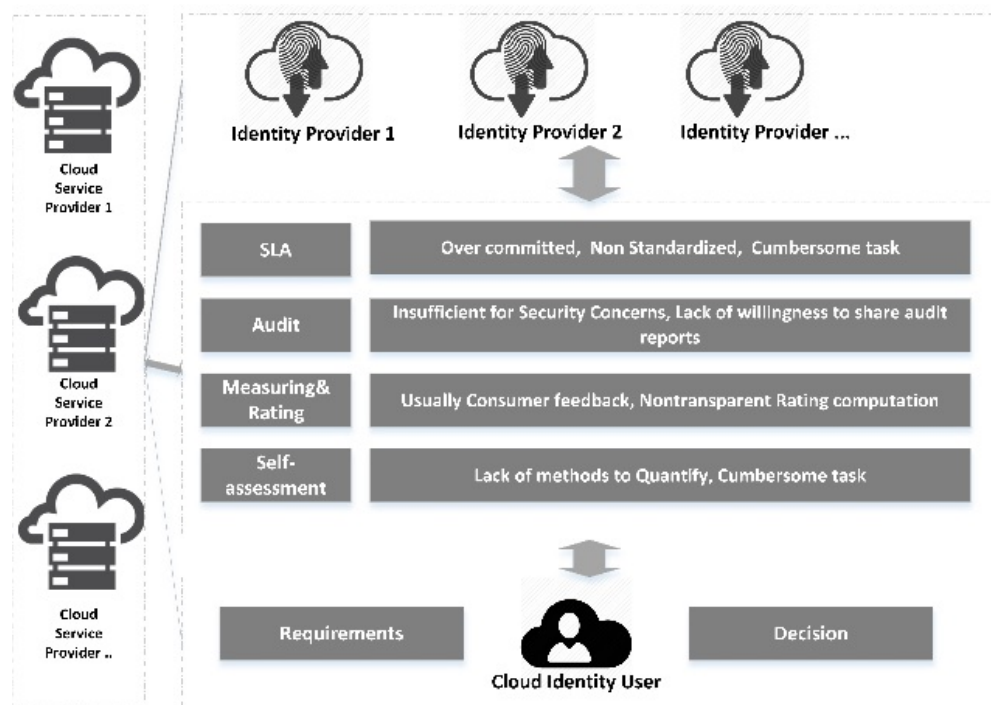 Cloud
Service
Provider 1
Cloud
Service
Provider 2
Cloud
Service
Provider ..
Identity Provider 1
Identity Provider 2
Identity Provider ...
SLA
Over committed, Non Standardized, Cumbersome task
Audit
Insufficient for Security Concerns, Lack of willingness to share audit
reports
Measuring&
Rating
Usually Consumer feedback, Nontransparent Rating computation
Self-
assessment
Lack of methods to Quantify, Cumbersome task
Requirements
Cloud Identity User
Decision